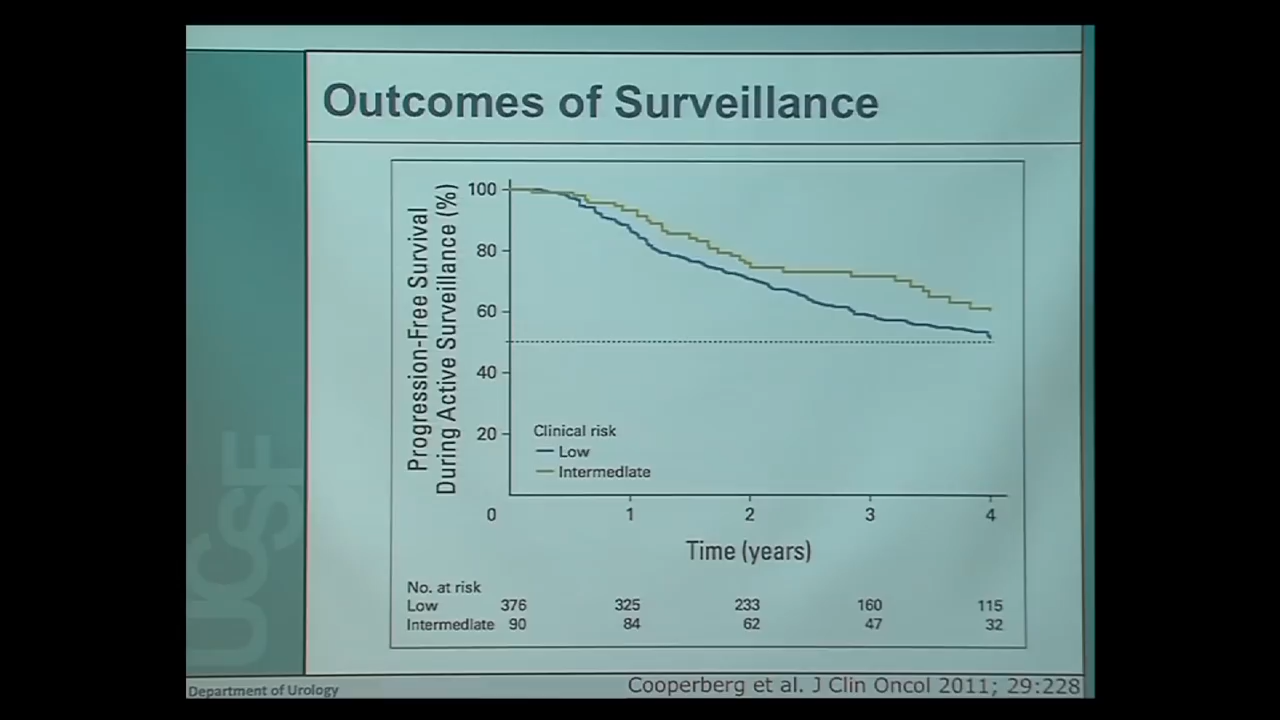 Outcomes of Surveillance
Progression-Free Survival
During Active Surveillance (%)
100
80
60
40
20
0
1
2
3
4
Clinical risk
Low
Intermediate
Time (years)
No. at risk
Low 376 325 233 160 115
Intermediate 90 84 62 47 32
UCSF
Department of Urology
Cooperberg et al. J Clin Oncol 2011; 29:228